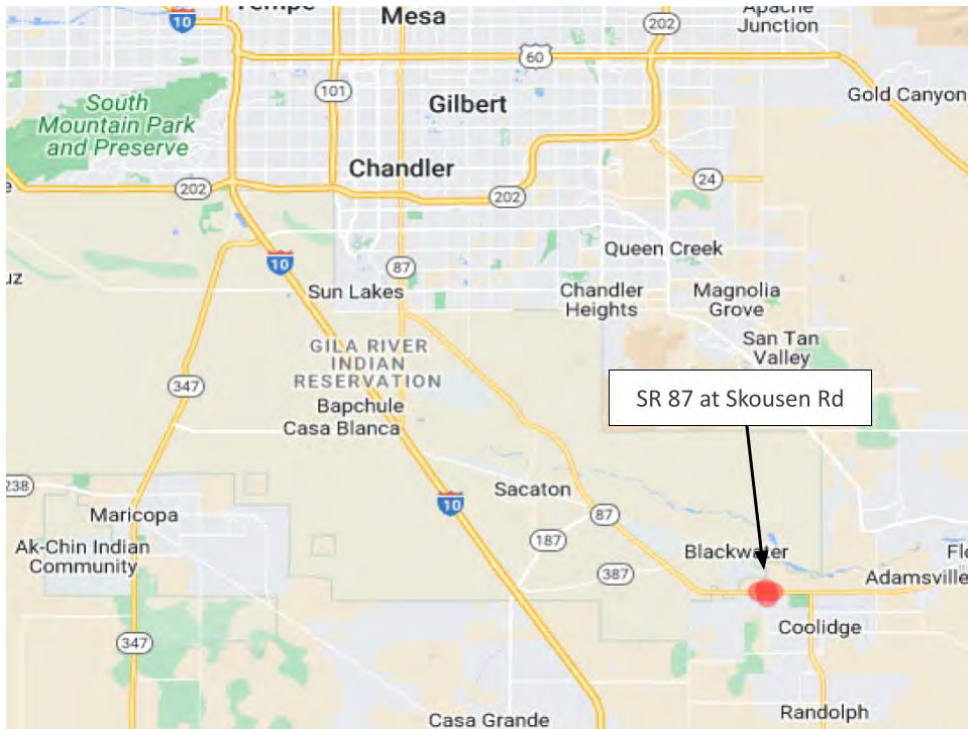 Tempe
Mesa
10
202
Apache
Junction
60
101
South
Mountain Park
and Preserve
Gilbert
Gold Canyon
Chandler
202
202
24
Queen Creek
10
87
Sun Lakes
Chandler
Heights
Magnolia
Grove
San Tan
Valley
GILA RIVER
INDIAN
RESERVATION
347
SR 87 at Skousen Rd
Bapchule
Casa Blanca
238
Sacaton
10
87
Maricopa
187
Ak-Chin Indian
Community
Blackwater
387
Adamsville
Coolidge
347
Casa Grande
Randolph